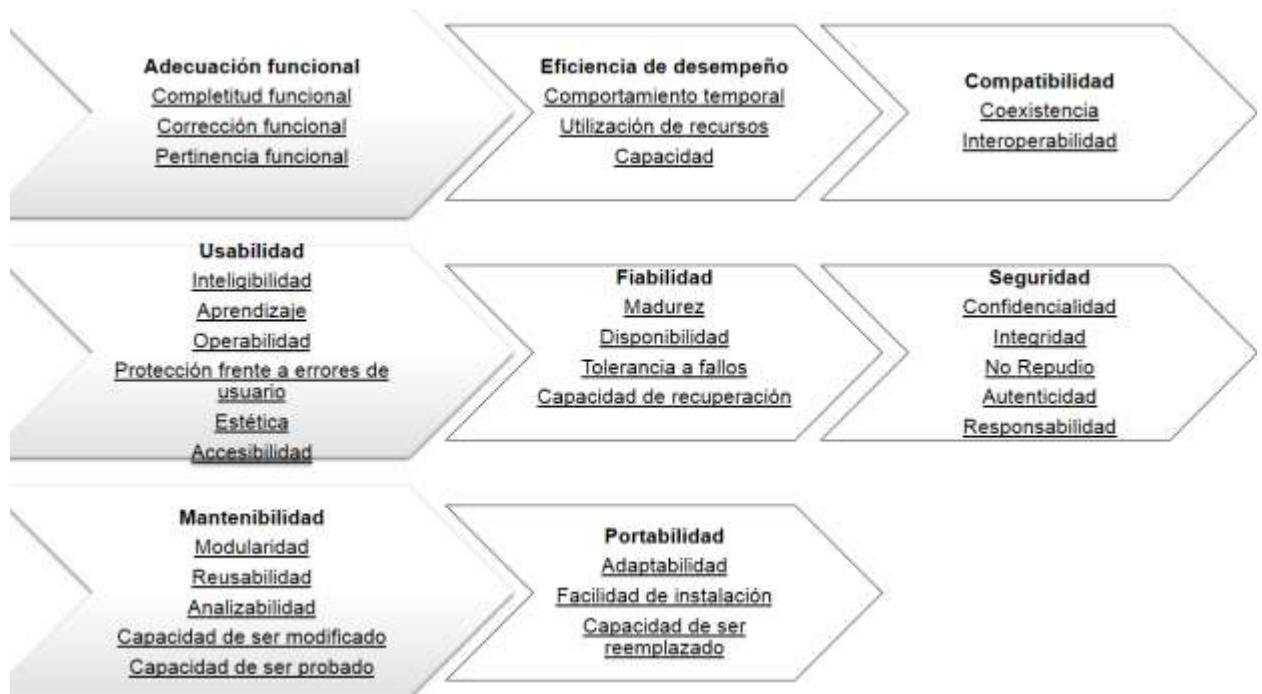 Adecuación funcional
Completitud funcional
Corrección funcional
Pertinencia funcional
Eficiencia de desempeño
Comportamiento temporal
Utilización de recursos
Capacidad
Compatibilidad
Coexistencia
Interoperabilidad
Usabilidad
Inteligibilidad
Aprendizaje
Operabilidad
Protección frente a errores de
usuario
Estética
Accesibilidad
Fiabilidad
Madurez
Disponibilidad
Tolerancia a fallos
Capacidad de recuperación
Seguridad
Confidencialidad
Integridad
No Repudio
Autenticidad
Responsabilidad
Mantenibilidad
Modularidad
Reusabilidad
Analizabilidad
Capacidad de ser modificado
Capacidad de ser probado
Portabilidad
Adaptabilidad
Facilidad de instalación
Capacidad de ser
reemplazado